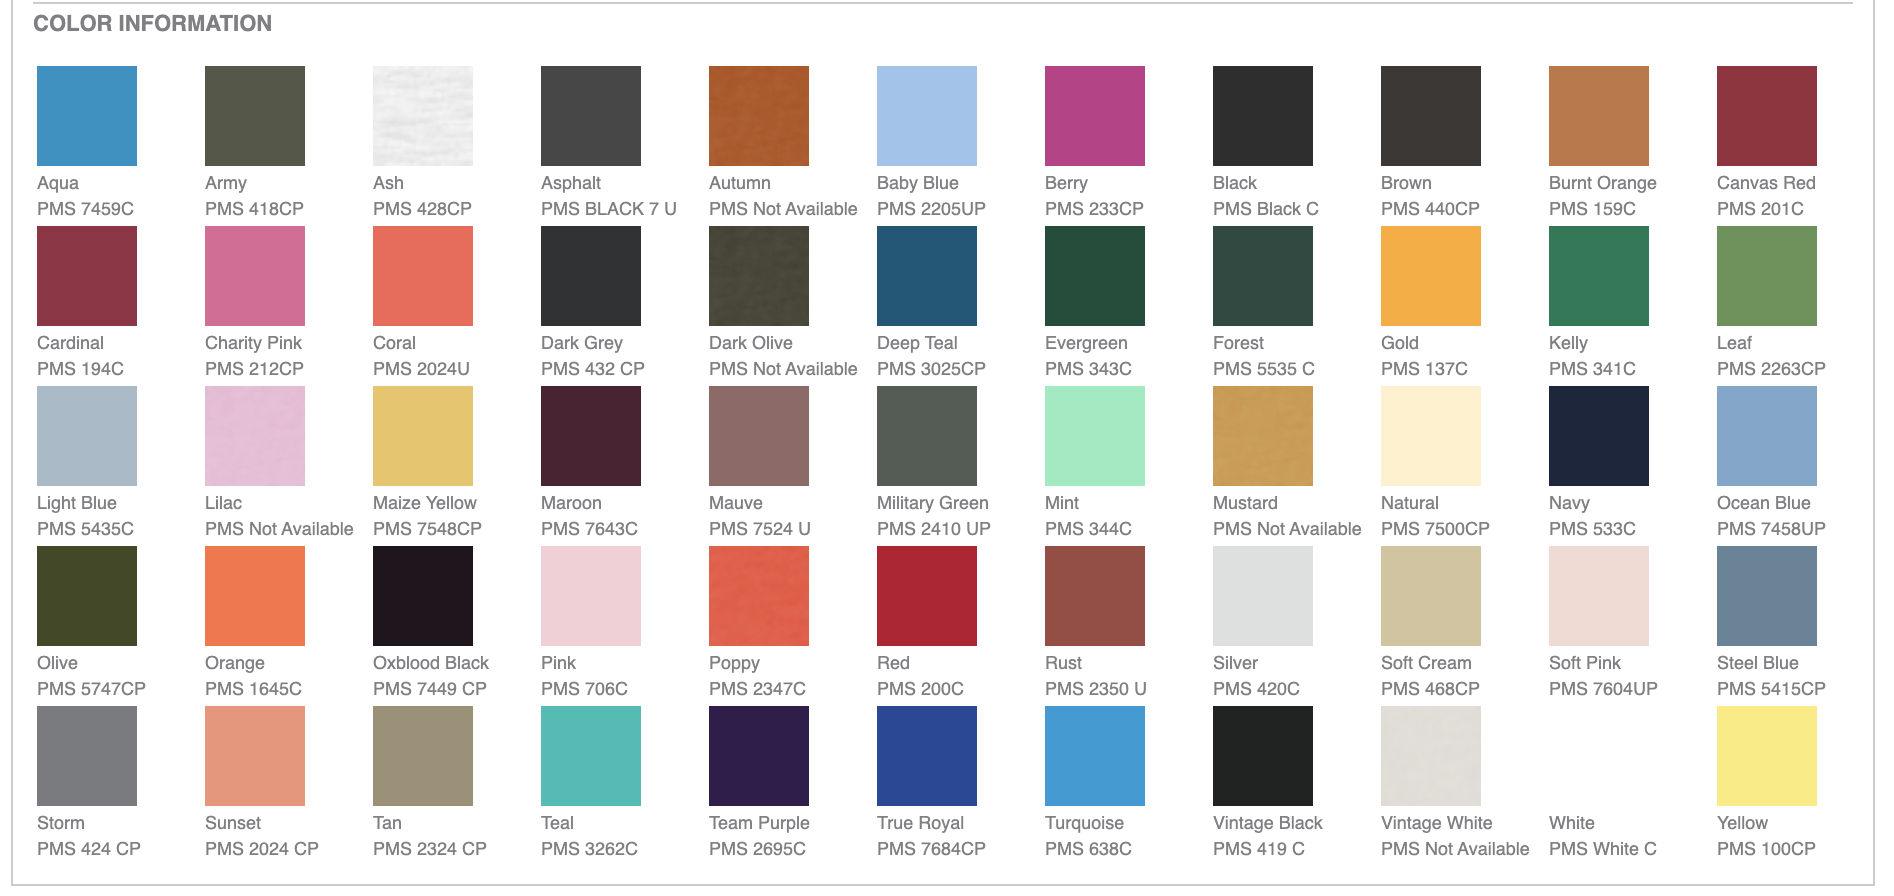 COLOR INFORMATION
Aqua Army Ash Asphalt Autumn Baby Blue Berry Black Brown Burnt Orange Canvas Red
PMS 7459C PMS 418CP PMS 428CP PMS BLACK 7 U PMS Not Available PMS 2205UP PMS 233CP PMS Black C PMS 440CP PMS 159C PMS 201C
Cardinal Charity Pink Coral Dark Grey Dark Olive Deep Teal Evergreen Forest Gold Kelly Leaf
PMS 194C PMS 212CP PMS 2024U PMS 432 CP PMS Not Available PMS 3025CP PMS 343C PMS 5535 C PMS 137C PMS 341C PMS 2263CP
Light Blue Lilac Maize Yellow Maroon Mauve Military Green Mint Mustard Natural Navy Ocean Blue
PMS 5435C PMS Not Available PMS 7548CP PMS 7643C PMS 7524 U PMS 2410 UP PMS 344C PMS Not Available PMS 7500CP PMS 533C PMS 7458UP
Olive Orange Oxblood Black Pink Poppy Red Rust Silver Soft Cream Soft Pink Steel Blue
PMS 5747CP PMS 1645C PMS 7449 CP PMS 706C PMS 2347C PMS 200C PMS 2350 U PMS 420C PMS 468CP PMS 7604UP PMS 5415CP
Storm Sunset Tan Teal Team Purple True Royal Turquoise Vintage Black Vintage White White Yellow
PMS 424 CP PMS 2024 CP PMS 2324 CP PMS 3262C PMS 2695C PMS 7684CP PMS 638C PMS 419 C PMS Not Available PMS White C PMS 100CP